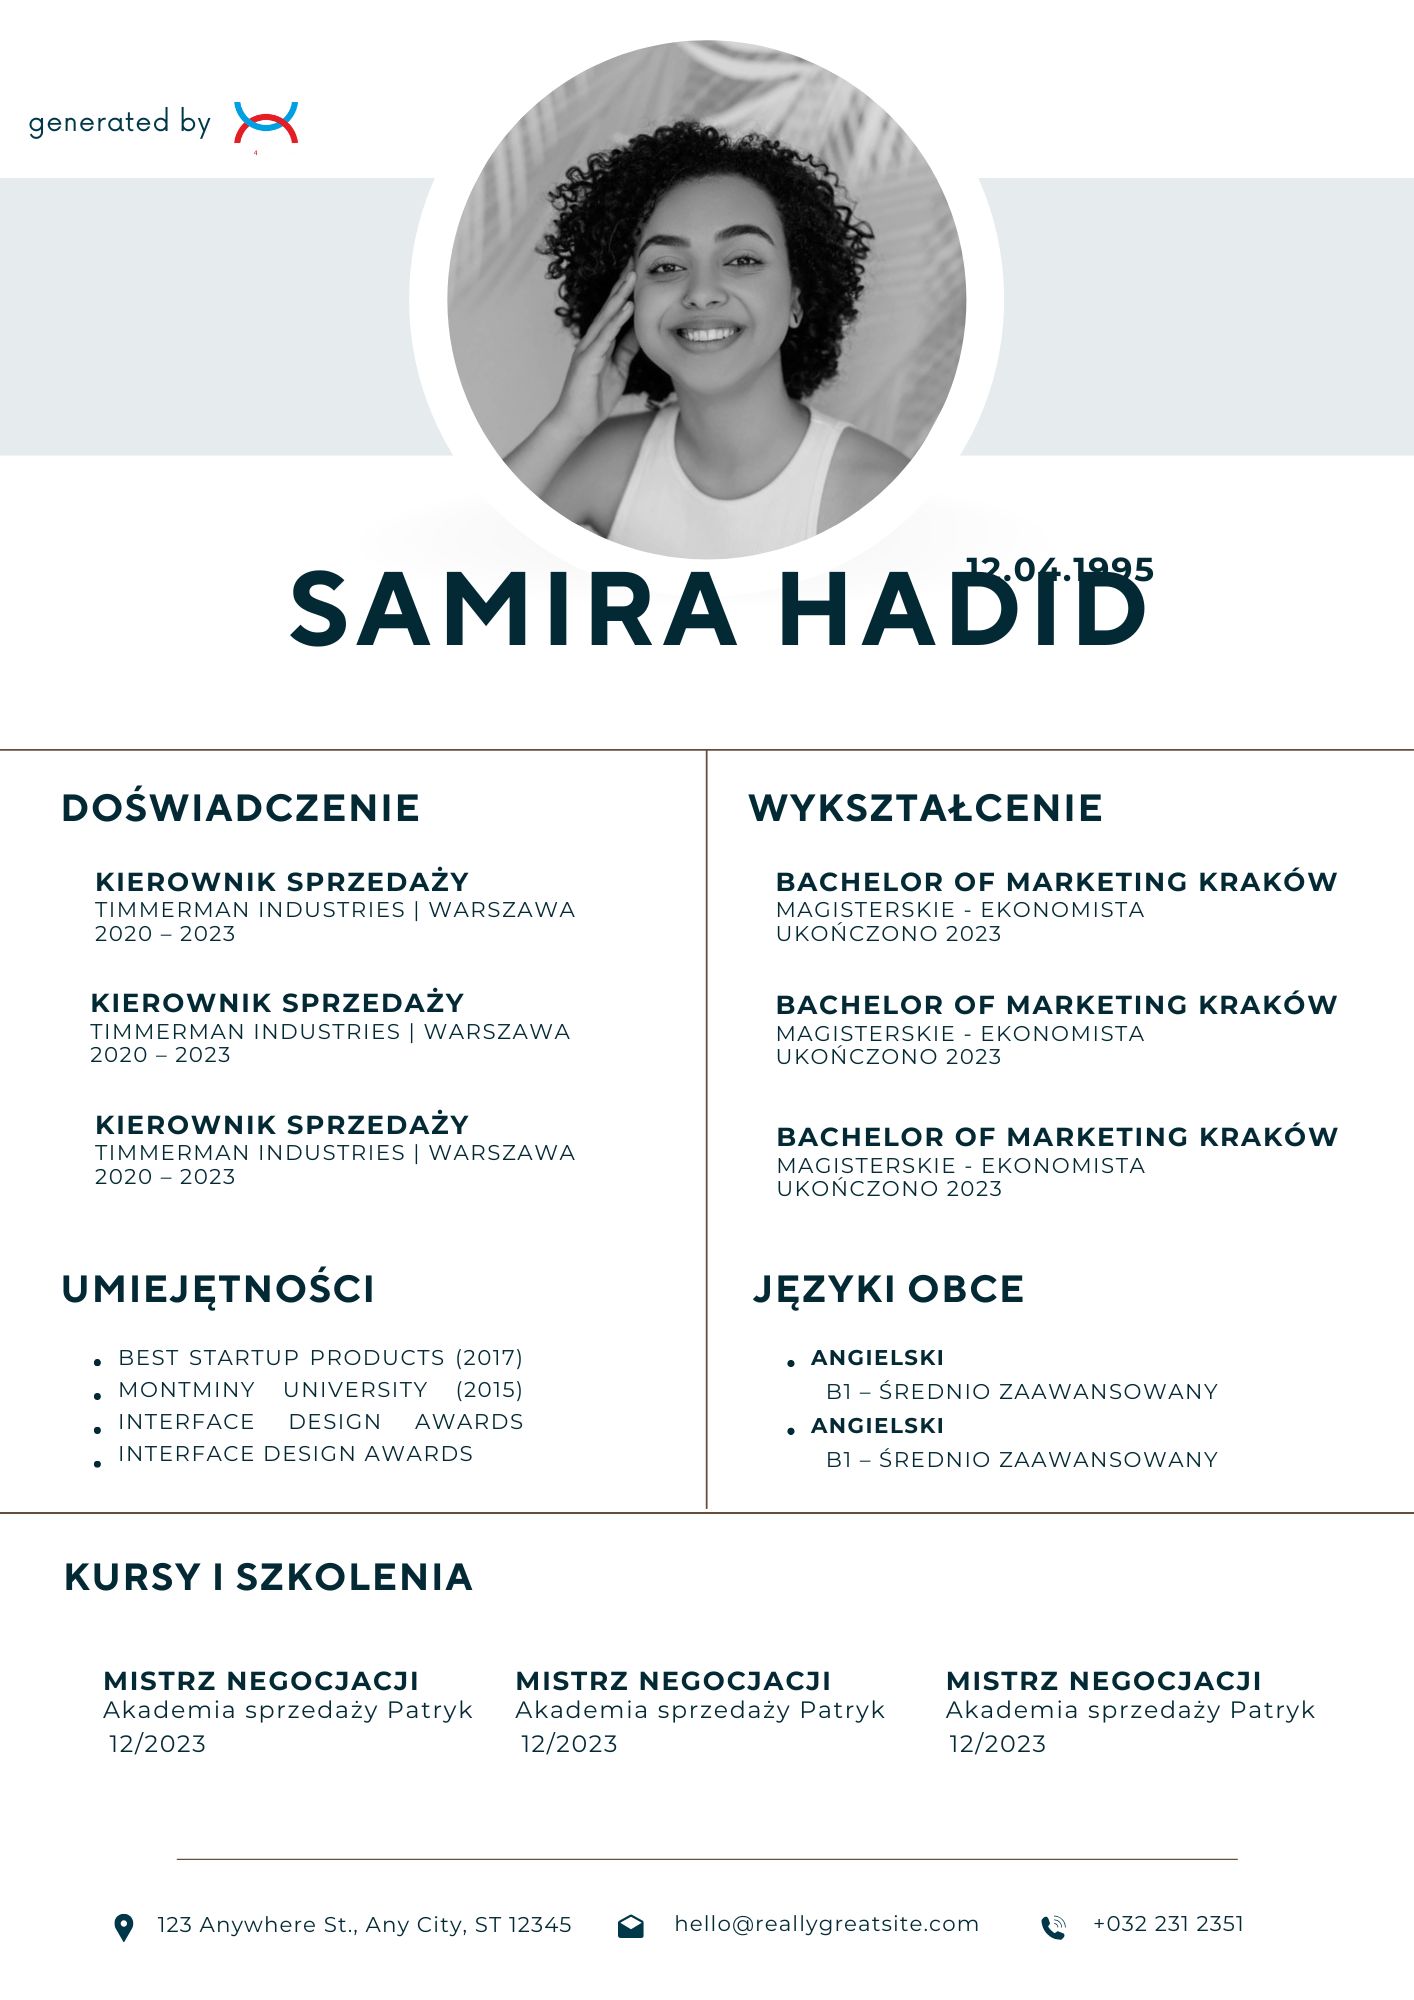 generated by
4
12.04.1995
SAMIRA HADID
DOŚWIADCZENIE
KIEROWNIK SPRZEDAŻY
TIMMERMAN INDUSTRIES | WARSZAWA
2020 – 2023
KIEROWNIK SPRZEDAŻY
TIMMERMAN INDUSTRIES | WARSZAWA
2020 – 2023
KIEROWNIK SPRZEDAŻY
TIMMERMAN INDUSTRIES | WARSZAWA
2020 – 2023
WYKSZTAŁCENIE
BACHELOR OF MARKETING KRAKÓW
MAGISTERSKIE - EKONOMISTA
UKOŃCZONO 2023
BACHELOR OF MARKETING KRAKÓW
MAGISTERSKIE - EKONOMISTA
UKOŃCZONO 2023
BACHELOR OF MARKETING KRAKÓW
MAGISTERSKIE - EKONOMISTA
UKOŃCZONO 2023
UMIEJĘTNOŚCI
BEST STARTUP PRODUCTS (2017)
MONTMINY UNIVERSITY (2015)
INTERFACE DESIGN AWARDS
INTERFACE DESIGN AWARDS
JĘZYKI OBCE
ANGIELSKI
B1 – ŚREDNIO ZAAWANSOWANY
ANGIELSKI
B1 – ŚREDNIO ZAAWANSOWANY
KURSY I SZKOLENIA
MISTRZ NEGOCJACJI
Akademia sprzedaży Patryk
12/2023
MISTRZ NEGOCJACJI
Akademia sprzedaży Patryk
12/2023
MISTRZ NEGOCJACJI
Akademia sprzedaży Patryk
12/2023
123 Anywhere St., Any City, ST 12345
hello@reallygreatsite.com
+032 231 2351